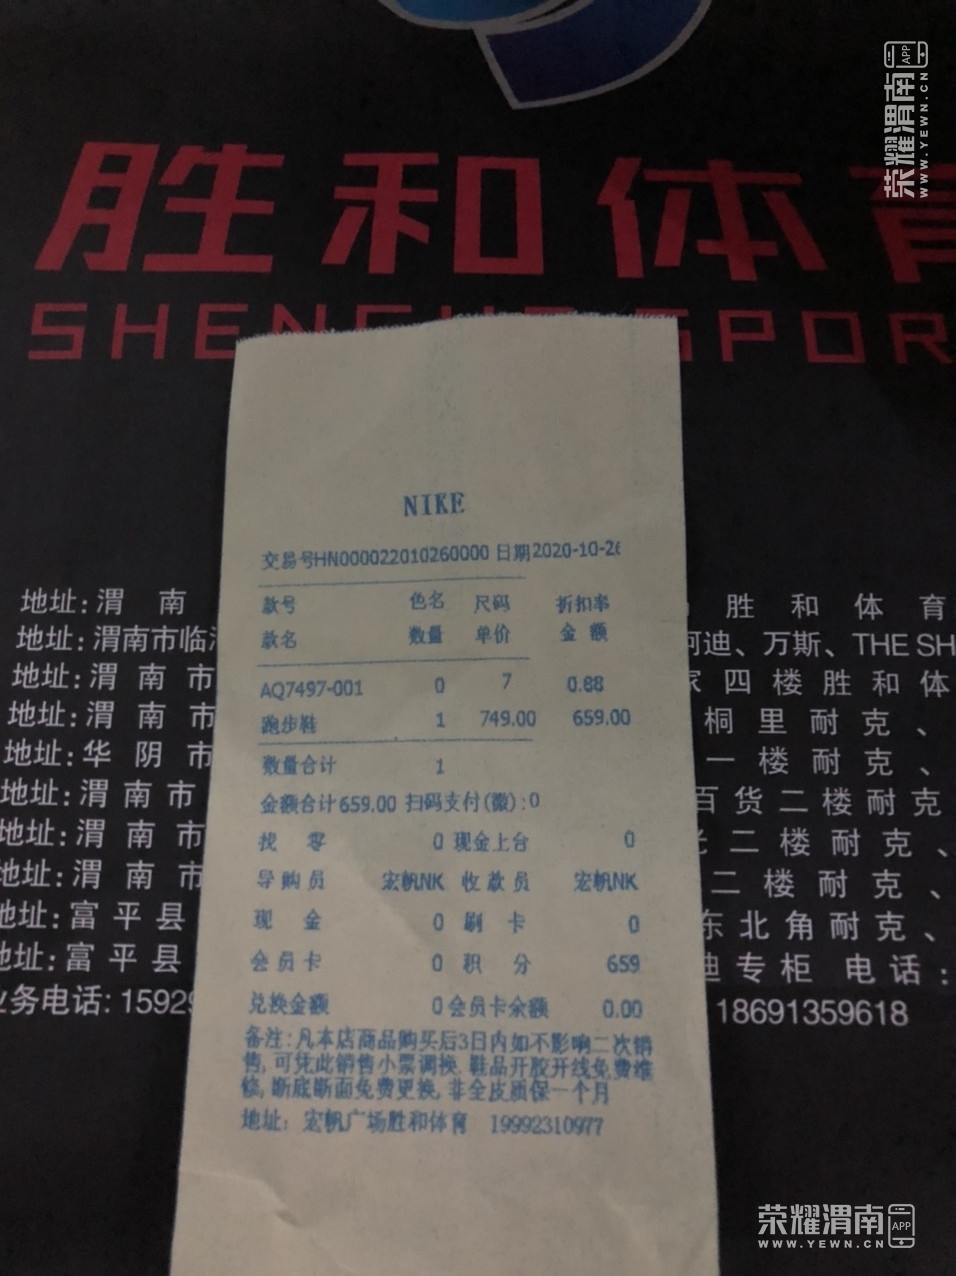 荣耀渭南APP
WWW.YEWN.CN
胜和体育
SHENGHE SPOR
NIKE
交易号HN000022010260000 日期2020-10-26
款号 色名 尺码 折扣率
款名 数量 单价 金 额
AQ7497-001 0 7 0.88
跑步鞋 1 749.00 659.00
数量合计 1
金额合计659.00 扫码支付(微):0
找 零 0 现金上台 0
导购员 宏帆NK 收款员 宏帆NK
现 金 0 刷 卡 0
会员卡 0 积 分 659
兑换金额 0 会员卡余额 0.00
备注:凡本店商品购买后3日内如不影响二次销
售,可凭此销售小票调换.鞋品开胶开线免费维
修,断底断面免费更换,非全皮质保一个月
地址: 宏帆广场胜和体育 19992310977
地址:渭 南
地址:渭南市临
地址:渭 南 市
地址:渭 南 市
地址:华 阴 市
地址:渭 南 市
地址:渭 南 市
地址:渭 南 市
地址:富 平 县
地址:富 平 县
业务电话: 15929
胜 和 体 育
阿迪、万斯、THE SH
家 四 楼 胜 和 体
桐 里 耐 克 、
一 楼 耐 克 、
百 货 二 楼 耐 克
二 楼 耐 克 、
二 楼 耐 克 、
东 北 角 耐 克 、
迪 专 柜 电 话 :
18691359618
荣耀渭南APP
WWW.YEWN.CN